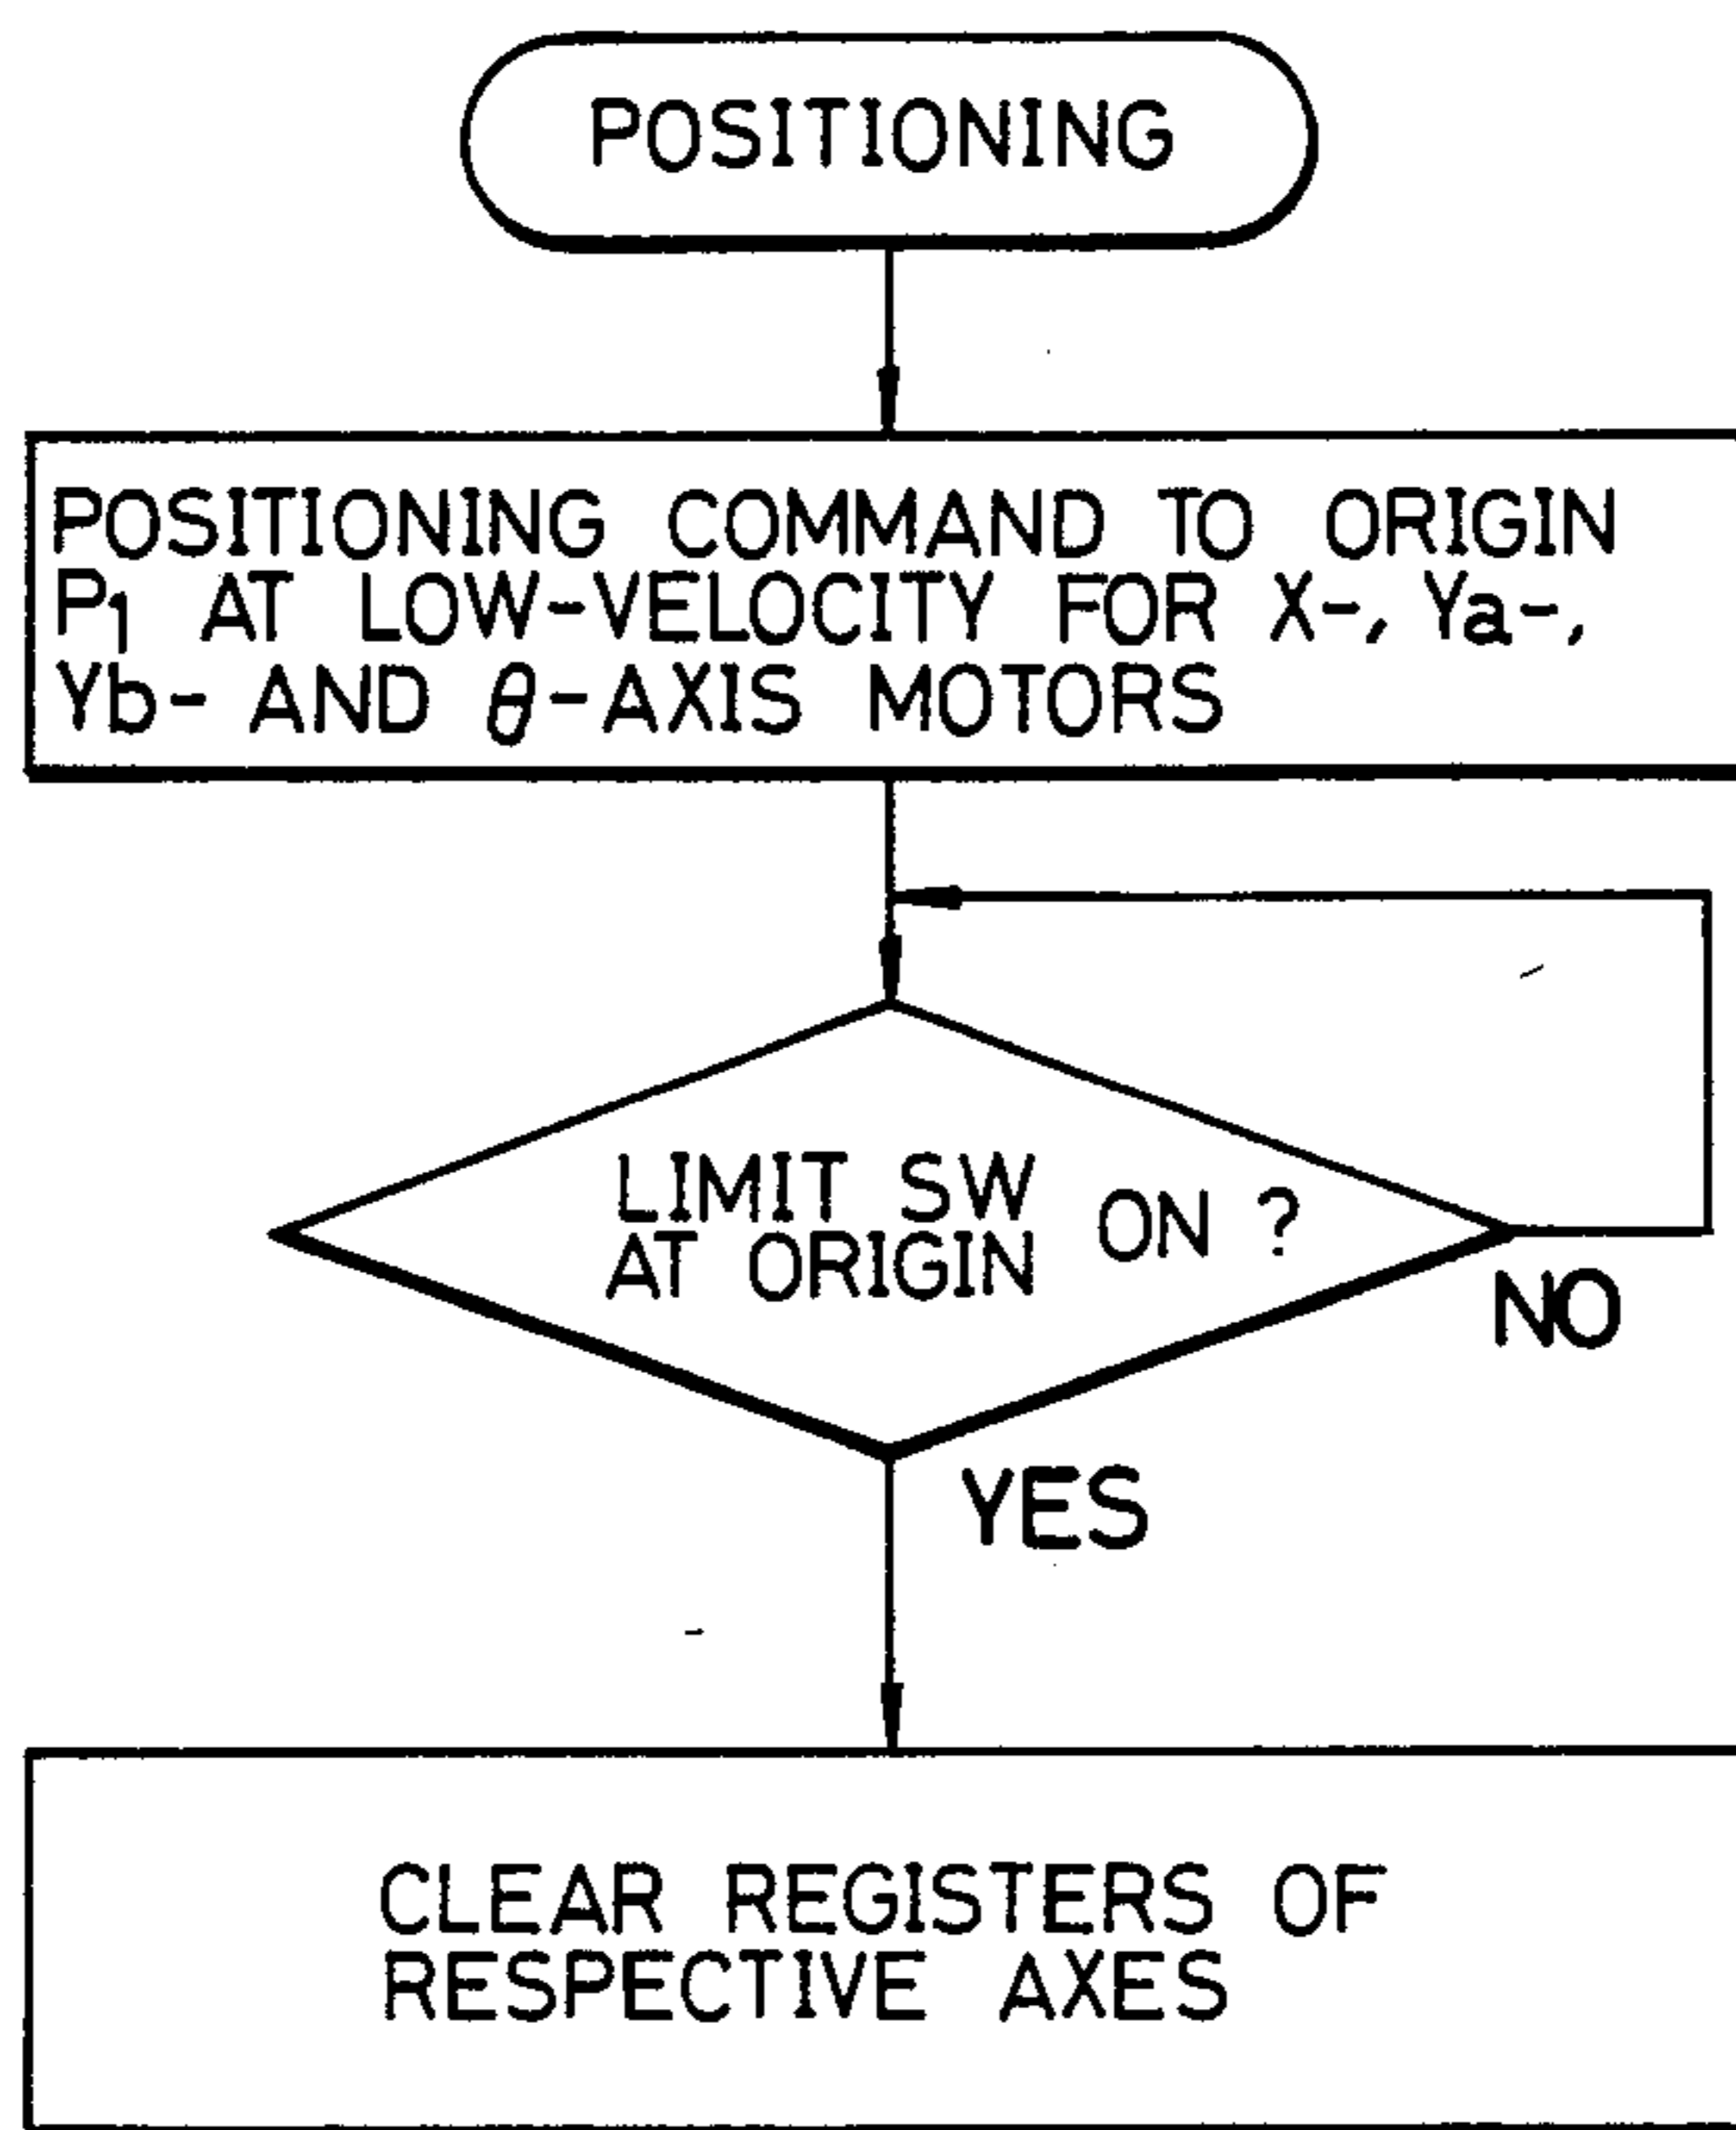 POSITIONING
POSITIONING COMMAND TO ORIGIN
P1 AT LOW-VELOCITY FOR X-, Ya-,
Yb- AND θ-AXIS MOTORS
LIMIT SW
AT ORIGIN
ON ?
NO
YES
CLEAR REGISTERS OF
RESPECTIVE AXES